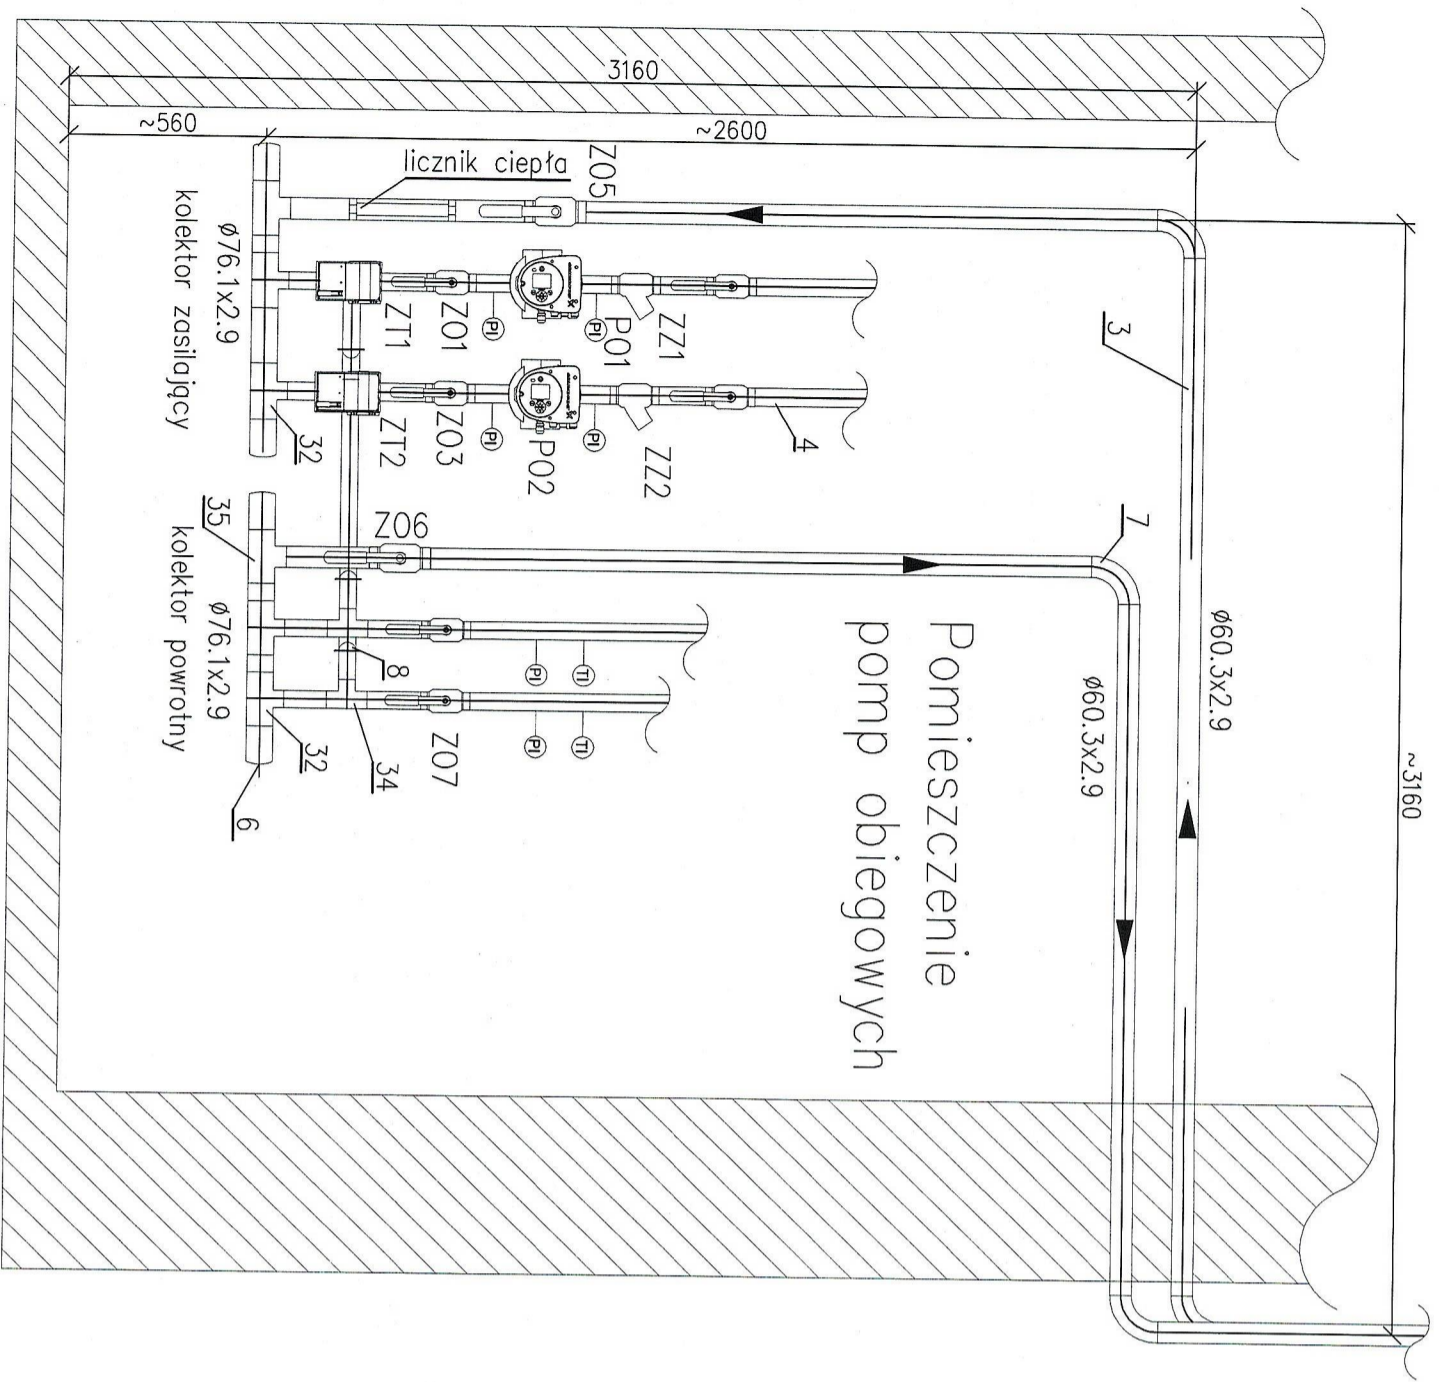 3160
~560
~2600
licznik ciepła
Z05
kolektor zasilający
ø76.1x2.9
ZT1
Z01
PI
PI
P01
ZZ1
3
ZT2
Z03
PI
P02
PI
ZZ2
4
32
35
kolektor powrotny
ø76.1x2.9
Z06
7
8
PI
TI
PI
TI
32
34
Z07
6
Pomieszczenie
pomp obiegowych
ø60.3x2.9
ø60.3x2.9
~3160